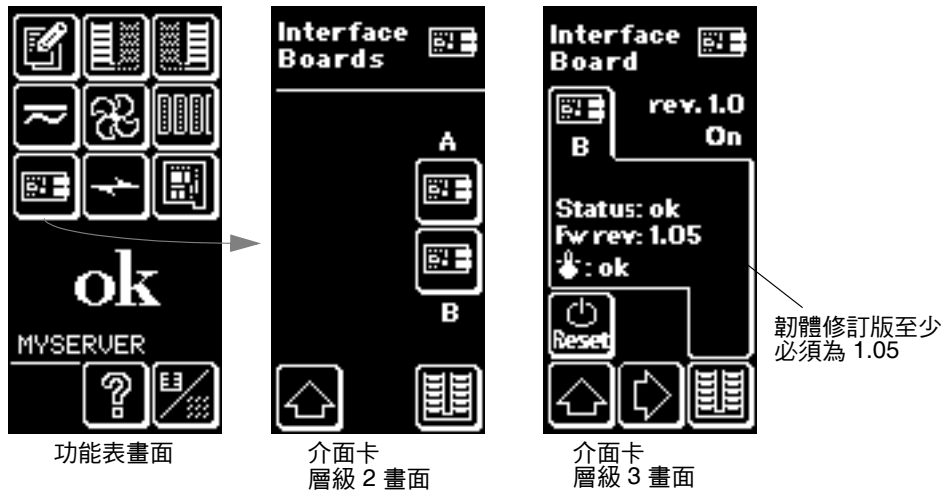 ok
MYSERVER
?
功能表畫面
Interface
Boards
A
B
介面卡
層級 2 畫面
Interface
Board
B
rev. 1.0
On
Status: ok
Fw rev: 1.05
: ok
Reset
介面卡
層級 3 畫面
韌體修訂版至少
必須為 1.05